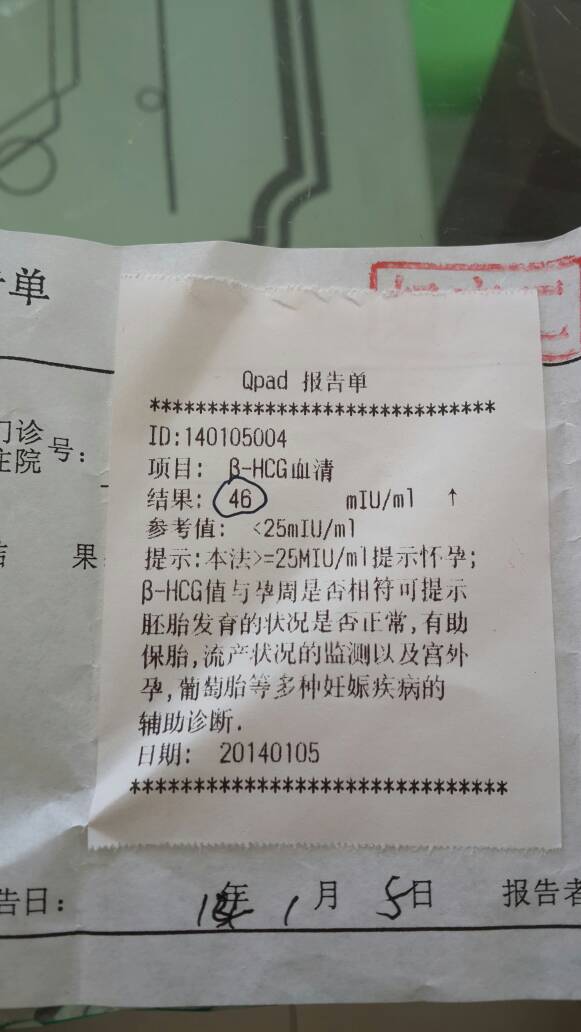 单
Qpad 报告单
******************************
ID:140105004
门诊
住院 号:
项目: β-HCG血清
结果: 46 mIU/ml ↑
参考值: <25mIU/ml
果
提示:本法>=25MIU/ml提示怀孕;
β-HCG值与孕周是否相符可提示
胚胎发育的状况是否正常,有助
保胎,流产状况的监测以及宫外
孕,葡萄胎等多种妊娠疾病的
辅助诊断.
日期: 20140105
*********************************
告日: 年 1 月 5 日 报告者